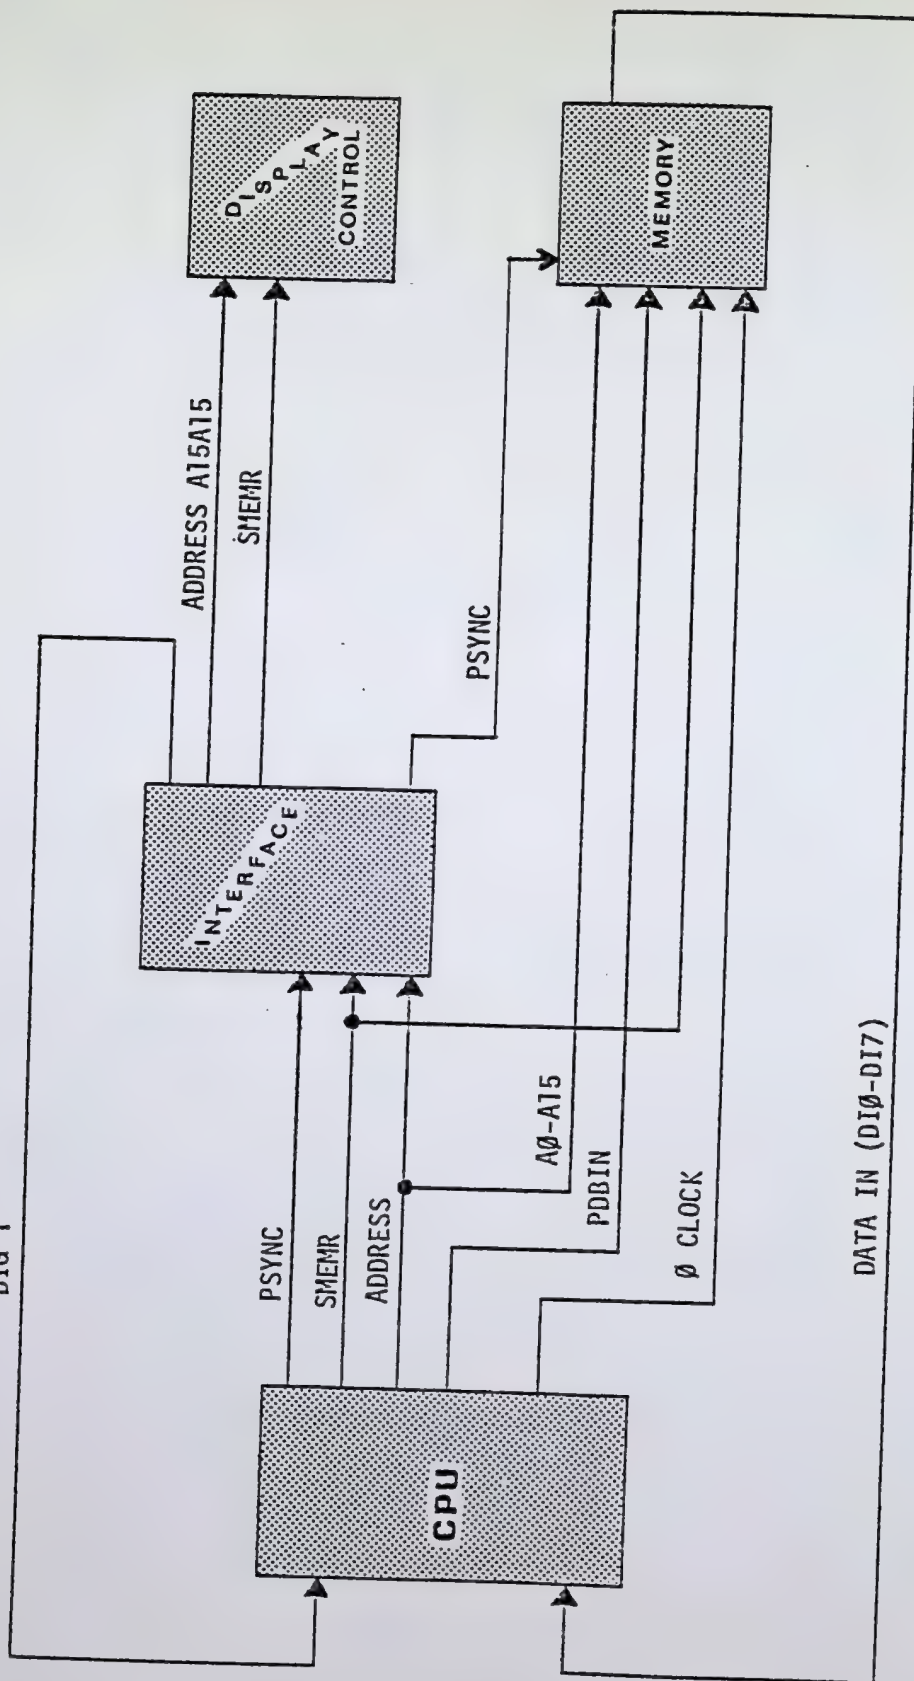 DISPLAY
CONTROL
ADDRESS A15A15
SMEMR
INTERFACE
PSYNC
MEMORY
PSYNC
SMEMR
ADDRESS
AØ-A15
PDBIN
Ø CLOCK
CPU
DATA IN (DIØ-DI7)